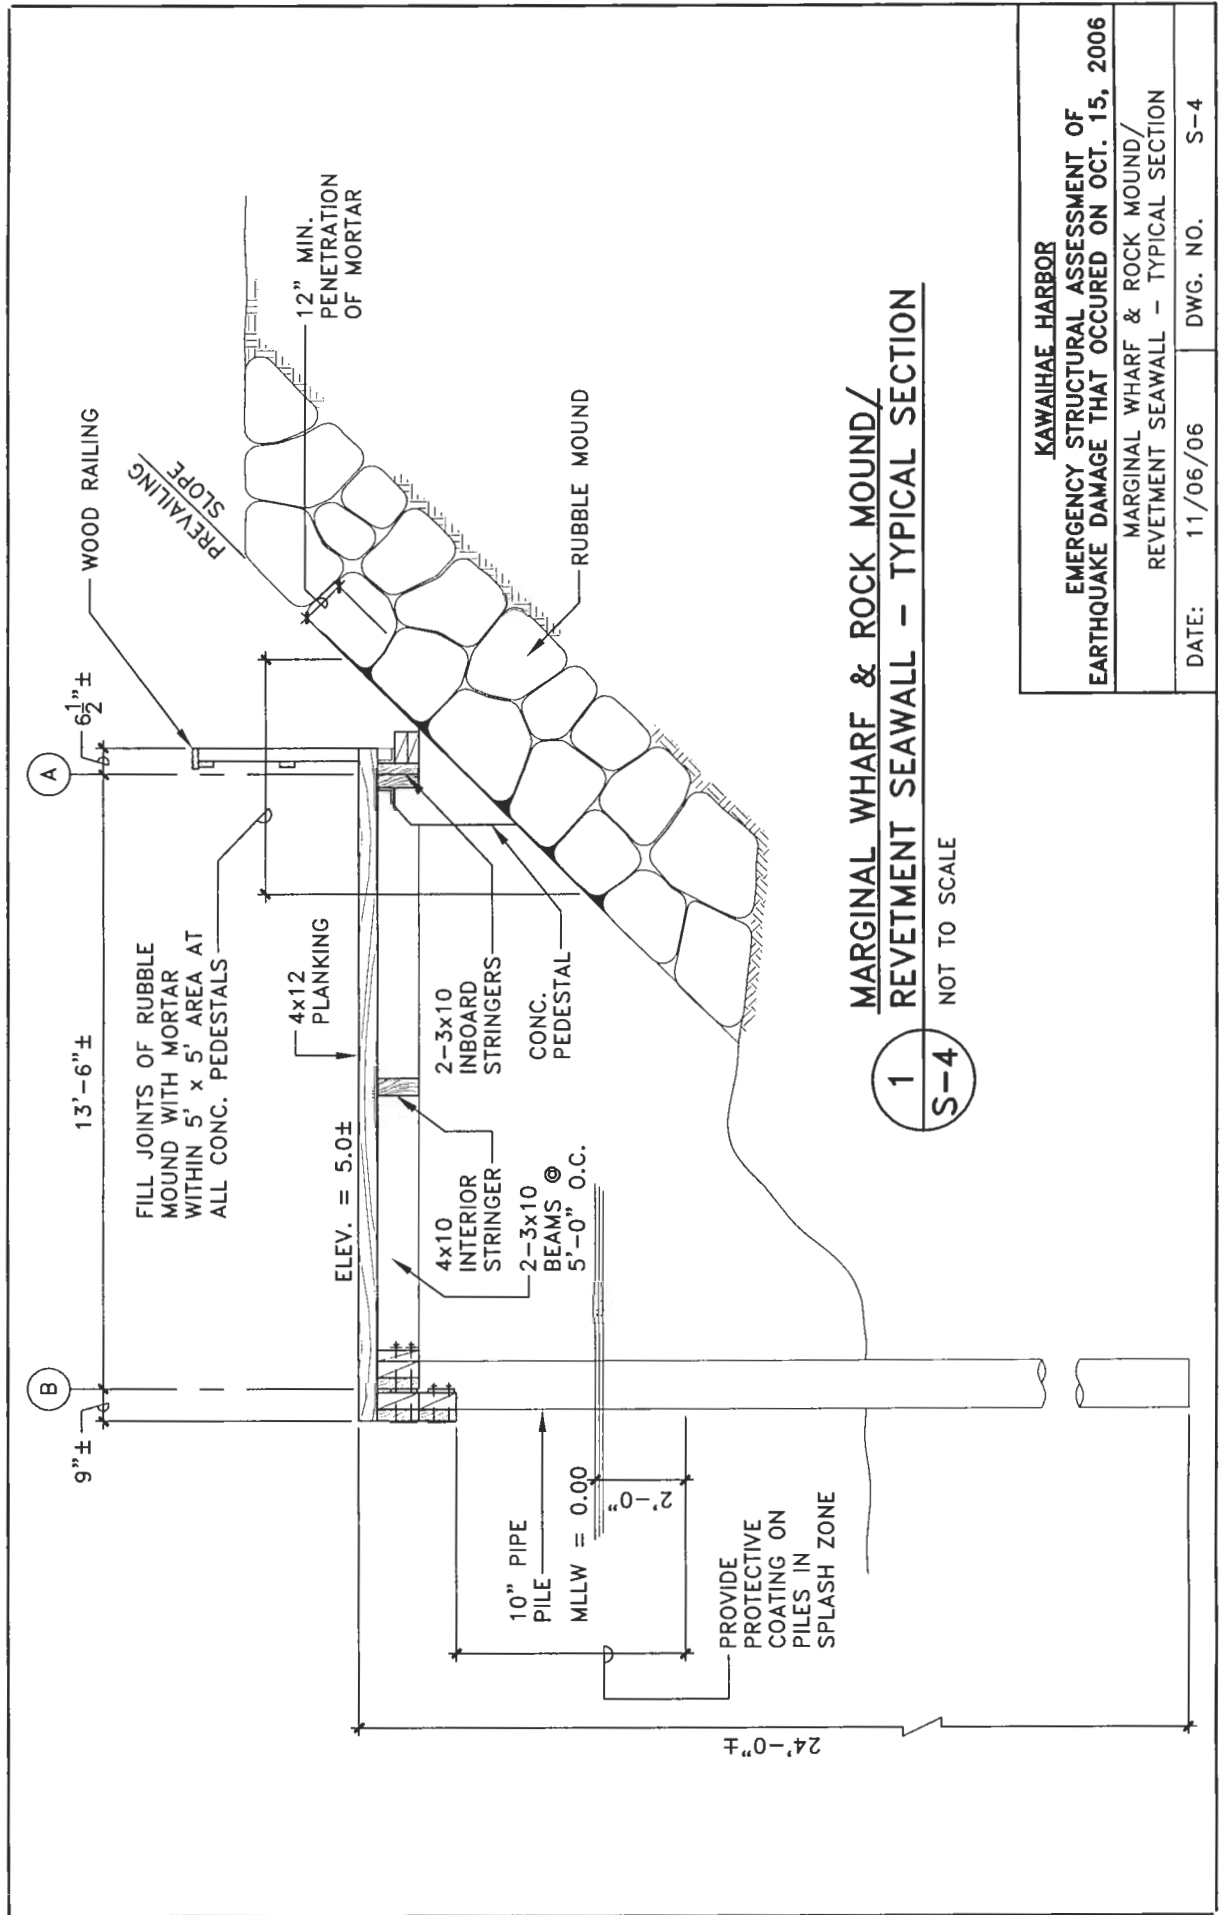 B
A
9"±
13'-6"±
6½"±
FILL JOINTS OF RUBBLE
MOUND WITH MORTAR
WITHIN 5' x 5' AREA AT
ALL CONC. PEDESTALS
WOOD RAILING
PREVAILING
SLOPE
12" MIN.
PENETRATION
OF MORTAR
4x12
PLANKING
ELEV. = 5.0±
4x10
INTERIOR
STRINGER
2-3x10
INBOARD
STRINGERS
2-3x10
BEAMS @
5'-0" O.C.
CONC.
PEDESTAL
RUBBLE MOUND
10" PIPE
PILE
MLLW = 0.00
2'-0"
PROVIDE
PROTECTIVE
COATING ON
PILES IN
SPLASH ZONE
24'-0"±
1
S-4
MARGINAL WHARF & ROCK MOUND/
REVETMENT SEAWALL - TYPICAL SECTION
NOT TO SCALE
KAWAIHAE HARBOR
EMERGENCY STRUCTURAL ASSESSMENT OF
EARTHQUAKE DAMAGE THAT OCCURED ON OCT. 15, 2006
MARGINAL WHARF & ROCK MOUND/
REVETMENT SEAWALL - TYPICAL SECTION
DATE: 11/06/06 DWG. NO. S-4